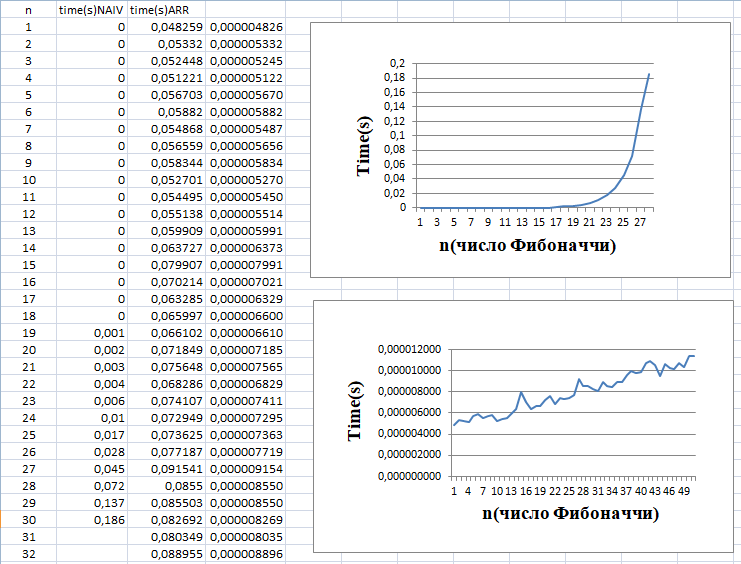 n time(s)NAIV time(s)ARR
1 0 0,048259 0,000004826
2 0 0,05332 0,000005332
3 0 0,052448 0,000005245
4 0 0,051221 0,000005122
5 0 0,056703 0,000005670
6 0 0,05882 0,000005882
7 0 0,054868 0,000005487
8 0 0,056559 0,000005656
9 0 0,058344 0,000005834
10 0 0,052701 0,000005270
11 0 0,054495 0,000005450
12 0 0,055138 0,000005514
13 0 0,059909 0,000005991
14 0 0,063727 0,000006373
15 0 0,079907 0,000007991
16 0 0,070214 0,000007021
17 0 0,063285 0,000006329
18 0 0,065997 0,000006600
19 0,001 0,066102 0,000006610
20 0,002 0,071849 0,000007185
21 0,003 0,075648 0,000007565
22 0,004 0,068286 0,000006829
23 0,006 0,074107 0,000007411
24 0,01 0,072949 0,000007295
25 0,017 0,073625 0,000007363
26 0,028 0,077187 0,000007719
27 0,045 0,091541 0,000009154
28 0,072 0,0855 0,000008550
29 0,137 0,085503 0,000008550
30 0,186 0,082692 0,000008269
31 0,080349 0,000008035
32 0,088955 0,000008896
Time(s)
0,2
0,18
0,16
0,14
0,12
0,1
0,08
0,06
0,04
0,02
0
1 3 5 7 9 11 13 15 17 19 21 23 25 27
n(число Фибоначчи)
Time(s)
0,000012000
0,000010000
0,000008000
0,000006000
0,000004000
0,000002000
0,000000000
1 4 7 10 13 16 19 22 25 28 31 34 37 40 43 46 49
n(число Фибоначчи)